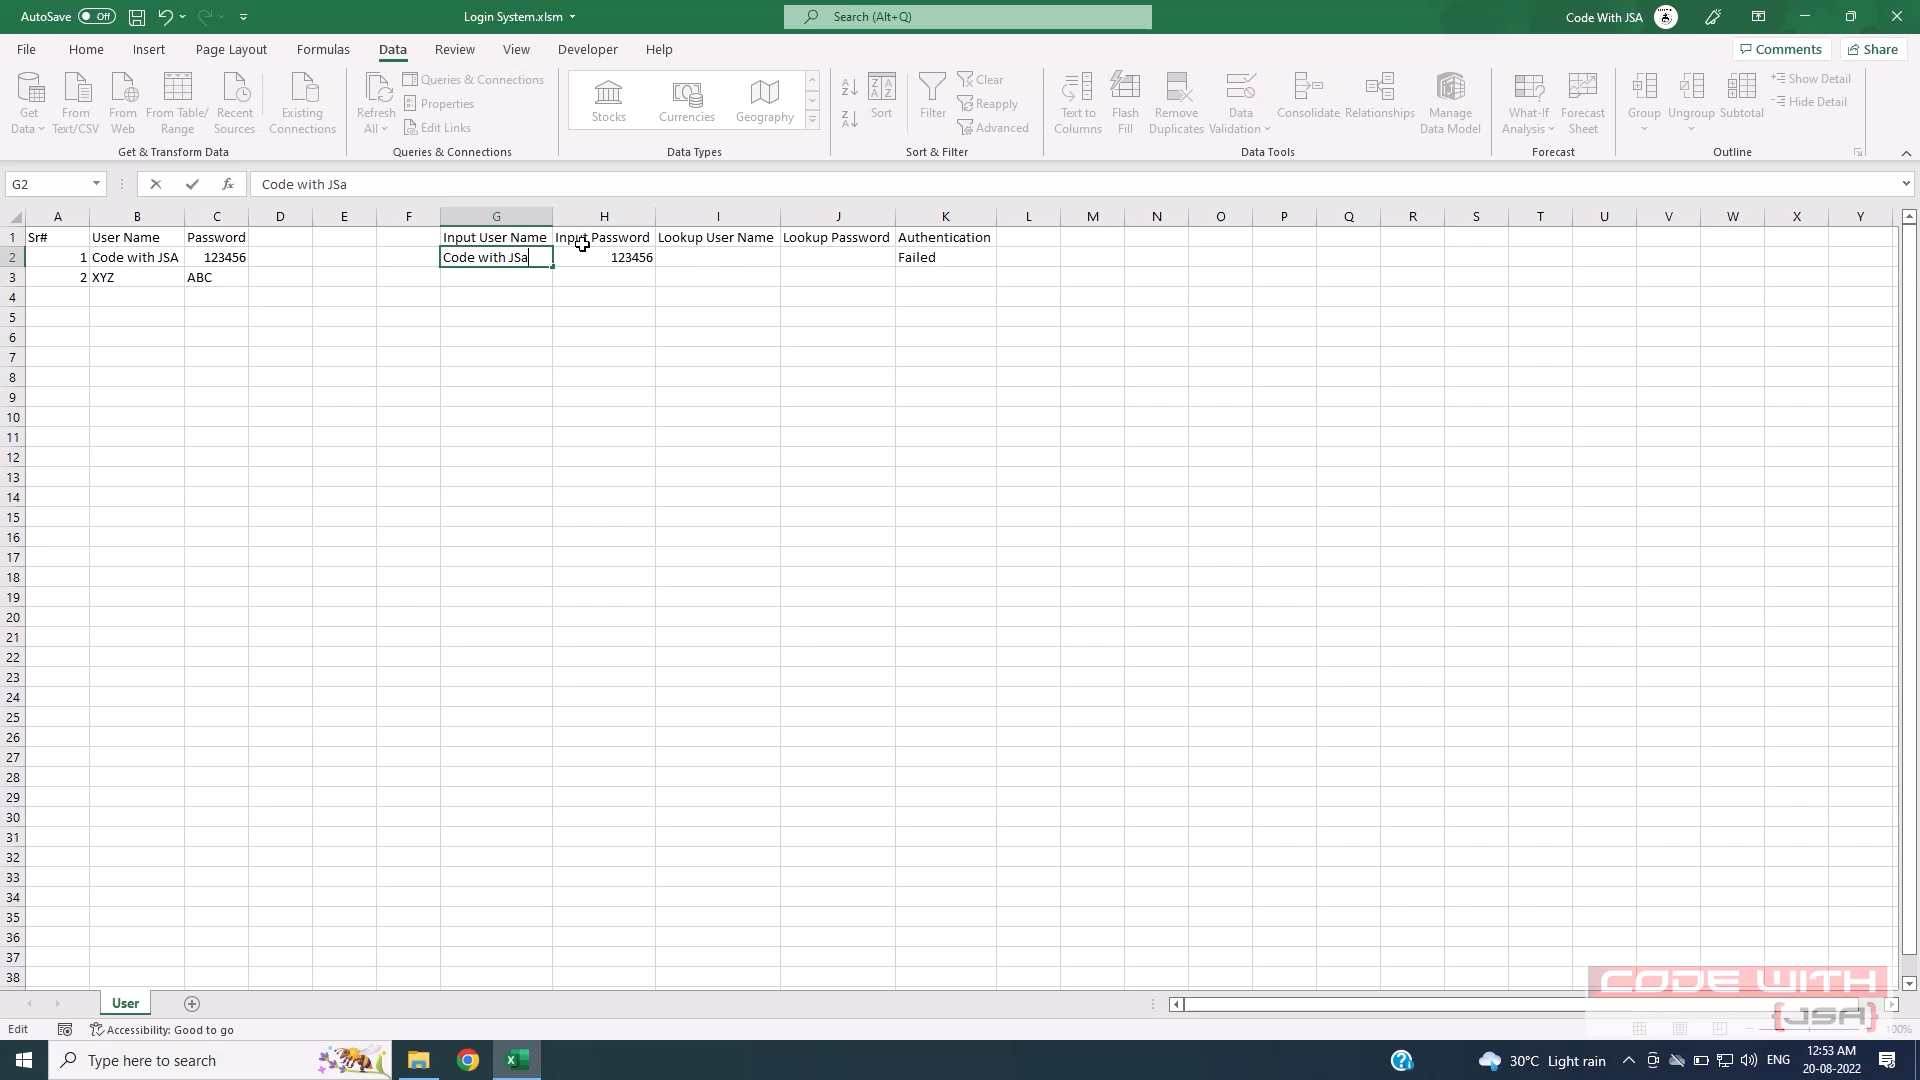 AutoSave Off Login System.xlsm Search (Alt+Q) Code With JSA
File Home Insert Page Layout Formulas Data Review View Developer Help Comments Share
Get Data From Text/CSV From Web From Table/ Range Recent Sources Existing Connections
Get & Transform Data
Refresh All Queries & Connections Properties Edit Links
Queries & Connections
Stocks Currencies Geography
Data Types
Sort Filter Clear Reapply Advanced
Sort & Filter
Text to Columns Flash Fill Remove Duplicates Data Validation Consolidate Relationships Manage Data Model
Data Tools
What-If Analysis Forecast Sheet
Forecast
Group Ungroup Subtotal Show Detail Hide Detail
Outline
G2 fx Code with JSa
A B C D E F G H I J K L M N O P Q R S T U V W X Y
1 Sr# User Name Password Input User Name Input Password Lookup User Name Lookup Password Authentication
2 1 Code with JSA 123456 Code with JSa 123456 Failed
3 2 XYZ ABC
4
5
6
7
8
9
10
11
12
13
14
15
16
17
18
19
20
21
22
23
24
25
26
27
28
29
30
31
32
33
34
35
36
37
38
CODE WITH
{JSA}
User
Edit Accessibility: Good to go 100%
Type here to search 30°C Light rain ENG 12:53 AM
20-08-2022